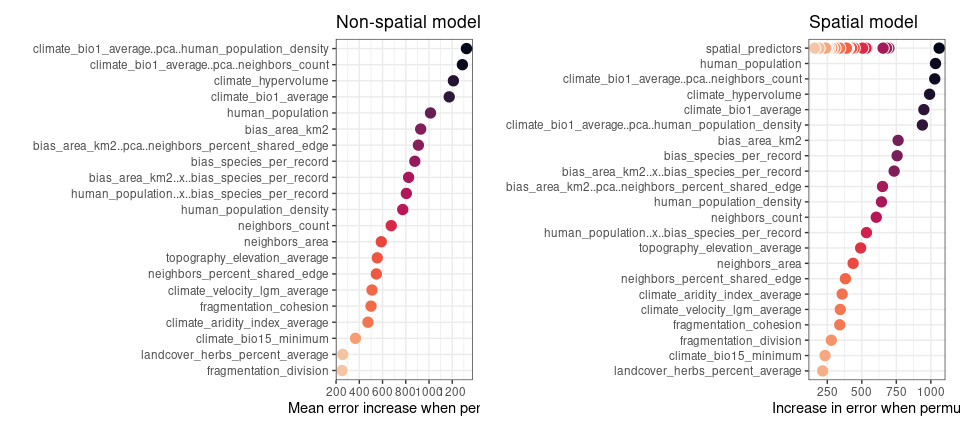 Non-spatial model
climate_bio1_average..pca..human_population_density
climate_bio1_average..pca.neighbors_count
climate_hypervolume
climate_bio1_average
human_population
bias_area_km2
bias_area_km2..pca..neighbors_percent_shared_edge
bias_species_per_record
bias_area_km2..x..bias_species_per_record
human_population..x..bias_species_per_record
human_population_density
neighbors_count
neighbors_area
topography_elevation_average
neighbors_percent_shared_edge
climate_velocity_lgm_average
fragmentation_cohesion
climate_aridity_index_average
climate_bio15_minimum
landcover_herbs_percent_average
fragmentation_division
200 400 600 800 1000 1200
Mean error increase when per
Spatial model
spatial_predictors
human_population
climate_bio1_average..pca.neighbors_count
climate_hypervolume
climate_bio1_average
climate_bio1_average..pca..human_population_density
bias_area_km2
bias_species_per_record
bias_area_km2..x..bias_species_per_record
bias_area_km2..pca..neighbors_percent_shared_edge
human_population_density
neighbors_count
human_population..x..bias_species_per_record
topography_elevation_average
neighbors_area
neighbors_percent_shared_edge
climate_aridity_index_average
climate_velocity_lgm_average
fragmentation_cohesion
fragmentation_division
climate_bio15_minimum
landcover_herbs_percent_average
250 500 750 1000
Increase in error when permu